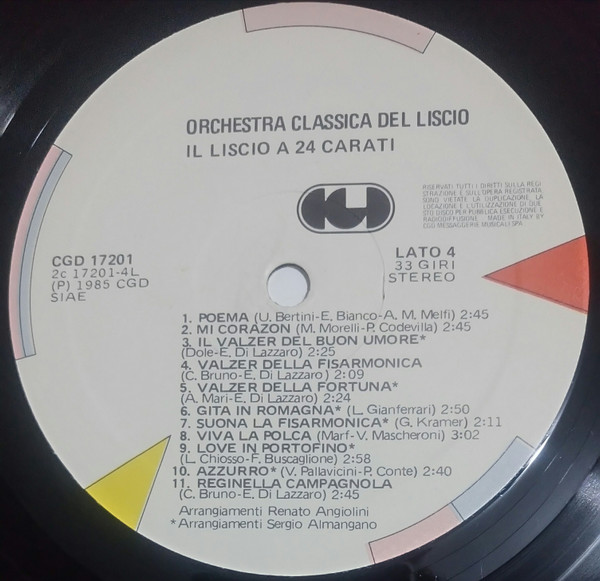 ORCHESTRA CLASSICA DEL LISCIO
IL LISCIO A 24 CARATI
RISERVATI TUTTI I DIRITTI SULLA REGI
STRAZIONE E SULL'OPERA REGISTRATA
SONO VIETATE LA DUPLICAZIONE, LA
LOCAZIONE E L'UTILIZZAZIONE DI QUE
STO DISCO PER PUBBLICA ESECUZIONE E
RADIODIFFUSIONE MADE IN ITALY BY
CGD MESSAGGERIE MUSICALI SPA
CGD 17201
2c 17201-4L
(P) 1985 CGD
SIAE
LATO 4
33 GIRI
STEREO
1. POEMA (U. Bertini-E. Bianco-A. M. Melfi) 2:45
2. MI CORAZON (M. Morelli-P. Codevilla) 2:45
3. IL VALZER DEL BUON UMORE*
(Dole-E. Di Lazzaro) 2:25
4. VALZER DELLA FISARMONICA
(C. Bruno-E. Di Lazzaro) 2:09
5. VALZER DELLA FORTUNA*
(A. Mari-E. Di Lazzaro) 2:24
6. GITA IN ROMAGNA* (L. Gianferrari) 2:50
7. SUONA LA FISARMONICA* (G. Kramer) 2:11
8. VIVA LA POLCA (Marf-V. Mascheroni) 3:02
9. LOVE IN PORTOFINO*
(L. Chiosso-F. Buscaglione) 2:58
10. AZZURRO* (V. Pallavicini-P. Conte) 2:40
11. REGINELLA CAMPAGNOLA
(C. Bruno-E. Di Lazzaro) 2:45
Arrangiamenti Renato Angiolini
*Arrangiamenti Sergio Almangano